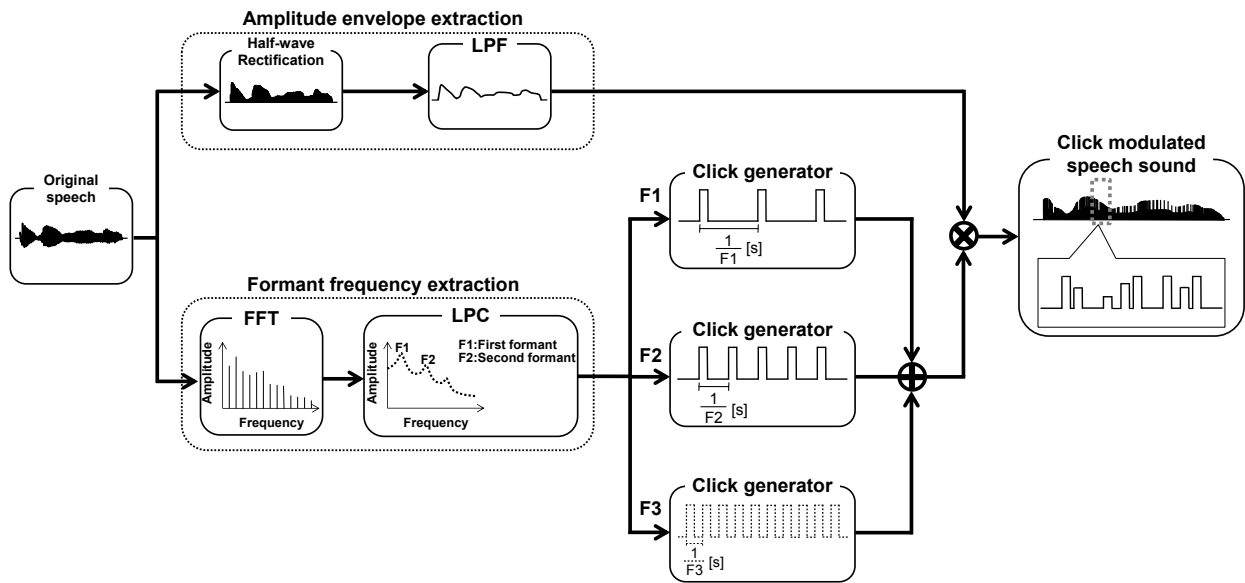 Amplitude envelope extraction
Half-wave
Rectification
LPF
Original
speech
Formant frequency extraction
FFT
Amplitude
Frequency
LPC
Amplitude
F1
F2
F1:First formant
F2:Second formant
Frequency
F1
Click generator
1
F1
[s]
F2
Click generator
1
F2
[s]
F3
Click generator
1
F3
[s]
Click modulated
speech sound